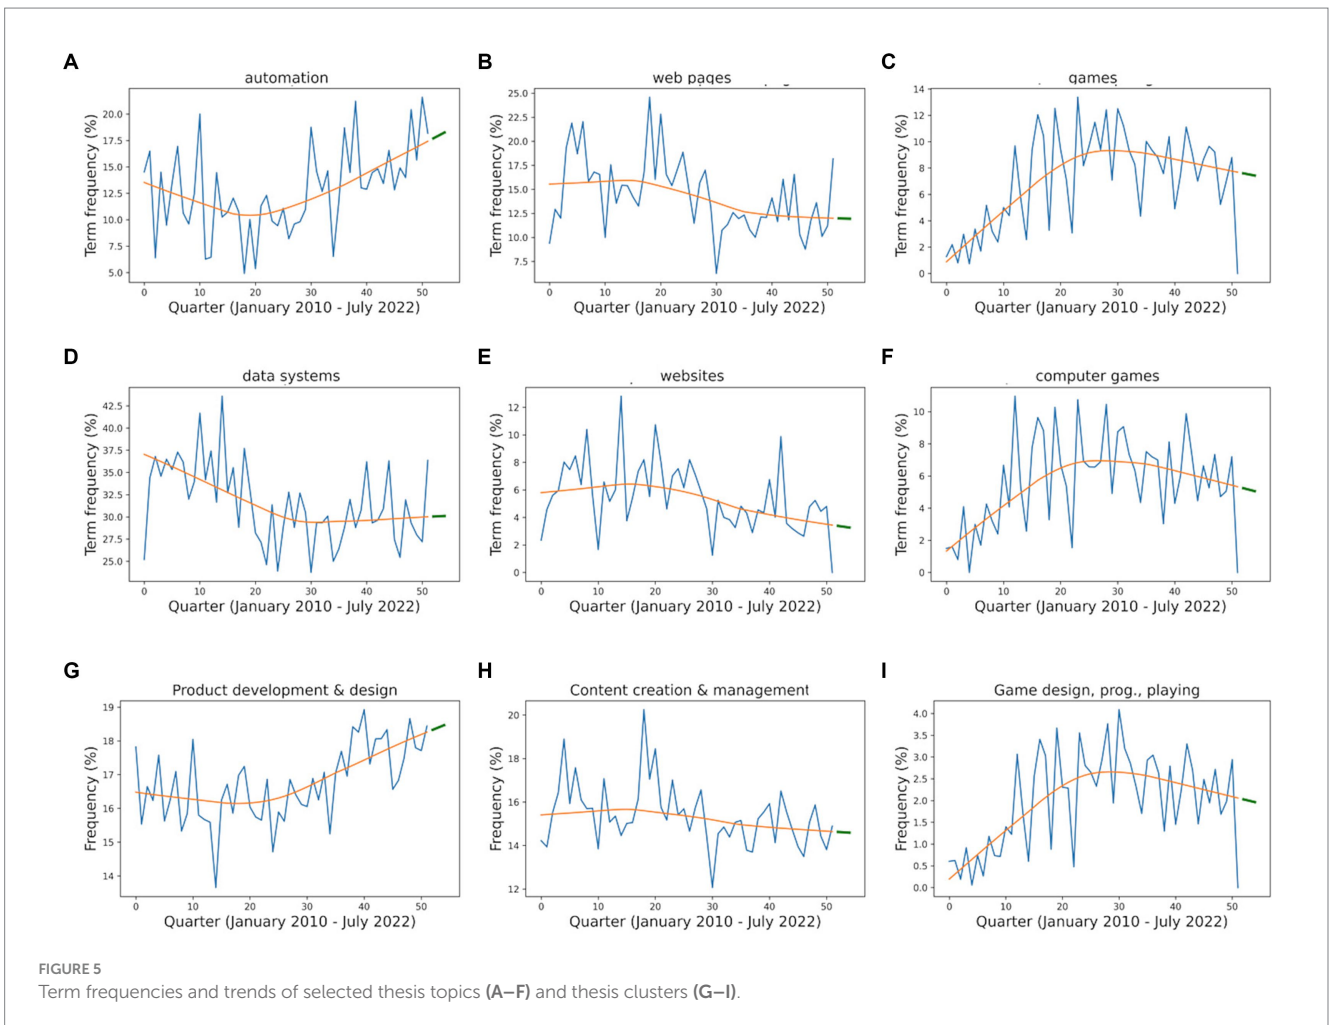 A
automation
Term frequency (%)
20.0
17.5
15.0
12.5
10.0
7.5
5.0
0 10 20 30 40 50
Quarter (January 2010 - July 2022)
B
web pages
Term frequency (%)
25.0
22.5
20.0
17.5
15.0
12.5
10.0
7.5
0 10 20 30 40 50
Quarter (January 2010 - July 2022)
C
games
Term frequency (%)
14
12
10
8
6
4
2
0
0 10 20 30 40 50
Quarter (January 2010 - July 2022)
D
data systems
Term frequency (%)
42.5
40.0
37.5
35.0
32.5
30.0
27.5
25.0
0 10 20 30 40 50
Quarter (January 2010 - July 2022)
E
websites
Term frequency (%)
12
10
8
6
4
2
0
0 10 20 30 40 50
Quarter (January 2010 - July 2022)
F
computer games
Term frequency (%)
10
8
6
4
2
0
0 10 20 30 40 50
Quarter (January 2010 - July 2022)
G
Product development & design
Frequency (%)
19
18
17
16
15
14
0 10 20 30 40 50
Quarter (January 2010 - July 2022)
H
Content creation & management
Frequency (%)
20
18
16
14
12
0 10 20 30 40 50
Quarter (January 2010 - July 2022)
I
Game design, prog., playing
Frequency (%)
4.0
3.5
3.0
2.5
2.0
1.5
1.0
0.5
0.0
0 10 20 30 40 50
Quarter (January 2010 - July 2022)
FIGURE 5
Term frequencies and trends of selected thesis topics (A–F) and thesis clusters (G–I).